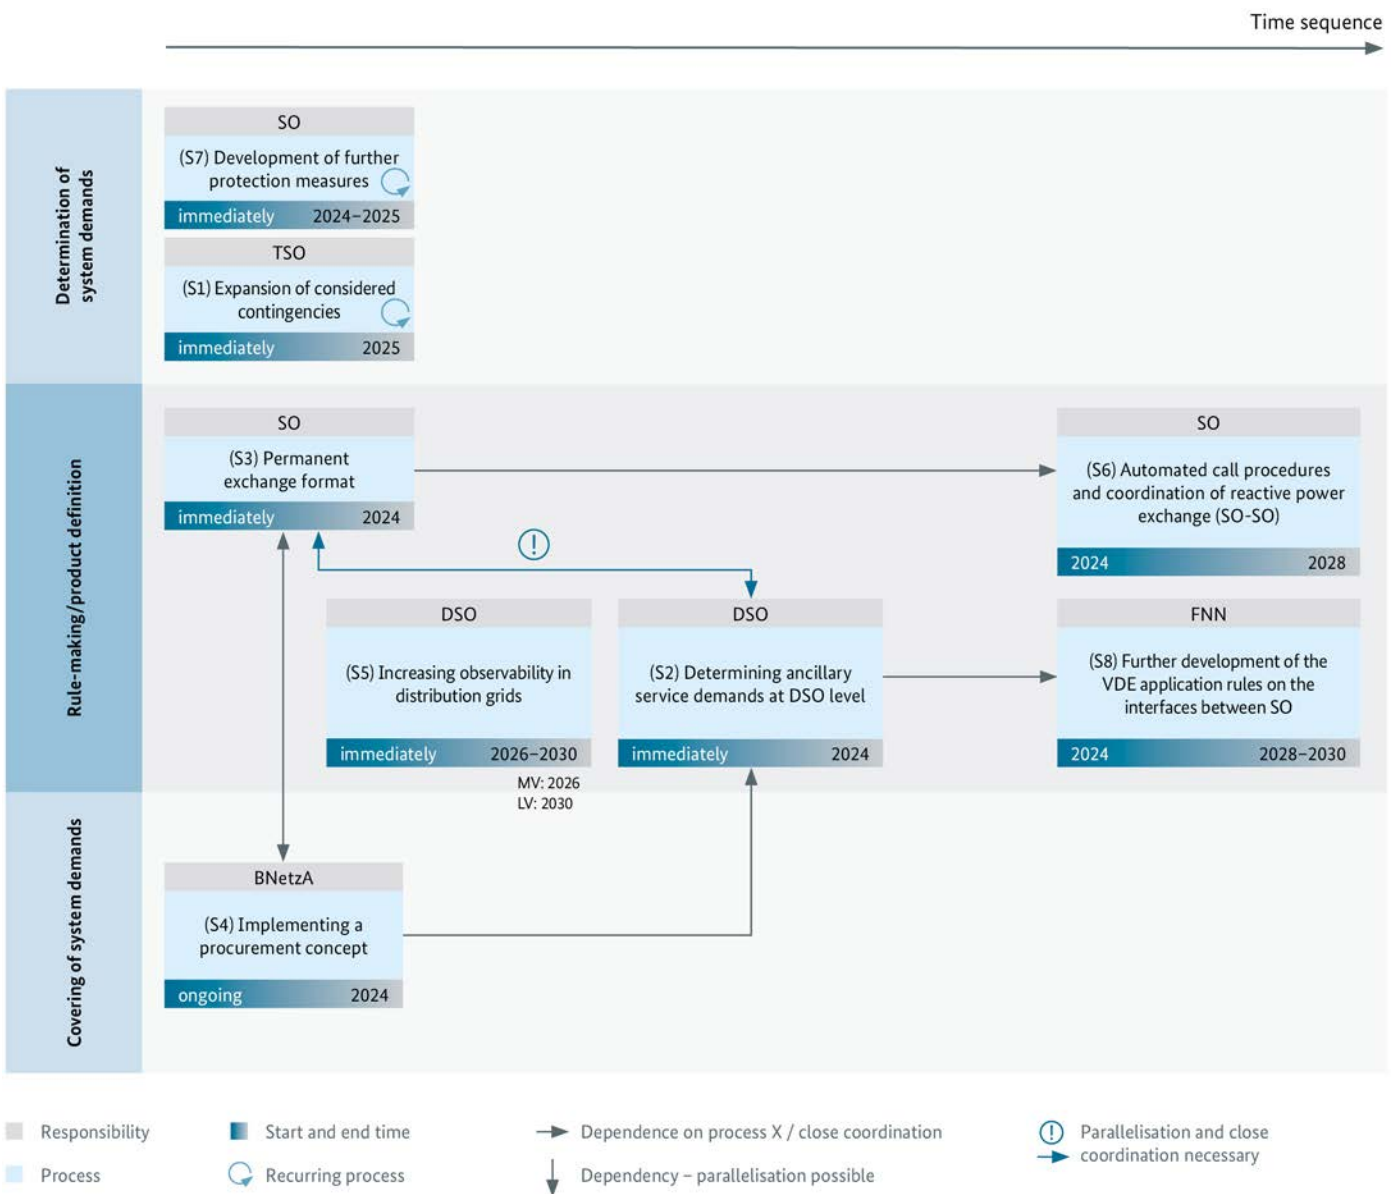 Time sequence
Determination of
system demands
SO
(S7) Development of further
protection measures
immediately 2024–2025
TSO
(S1) Expansion of considered
contingencies
immediately 2025
Rule-making/product definition
SO
(S3) Permanent
exchange format
immediately 2024
SO
(S6) Automated call procedures
and coordination of reactive power
exchange (SO-SO)
2024 2028
!
DSO
(S5) Increasing observability in
distribution grids
immediately 2026–2030
MV: 2026
LV: 2030
DSO
(S2) Determining ancillary
service demands at DSO level
immediately 2024
FNN
(S8) Further development of the
VDE application rules on the
interfaces between SO
2024 2028–2030
Covering of system demands
BNetzA
(S4) Implementing a
procurement concept
ongoing 2024
Responsibility
Process
Start and end time
Recurring process
Dependence on process X / close coordination
Dependency – parallelisation possible
! Parallelisation and close
coordination necessary